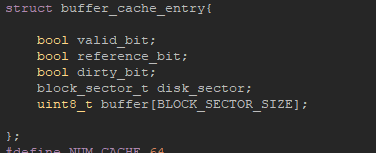 struct buffer_cache_entry{
bool valid_bit;
bool reference_bit;
bool dirty_bit;
block_sector_t disk_sector;
uint8_t buffer[BLOCK_SECTOR_SIZE];
};
#define NUM_CACHE 64